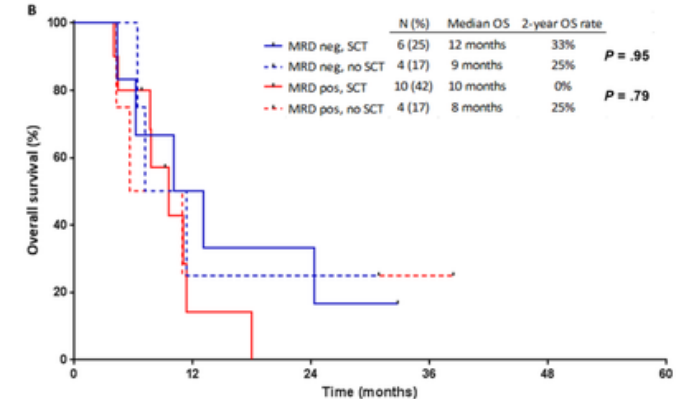 B
N (%) Median OS 2-year OS rate
MRD neg, SCT 6 (25) 12 months 33%
P = .95
MRD neg, no SCT 4 (17) 9 months 25%
MRD pos, SCT 10 (42) 10 months 0%
P = .79
MRD pos, no SCT 4 (17) 8 months 25%
Overall survival (%)
100
80
60
40
20
0
0 12 24 36 48 60
Time (months)